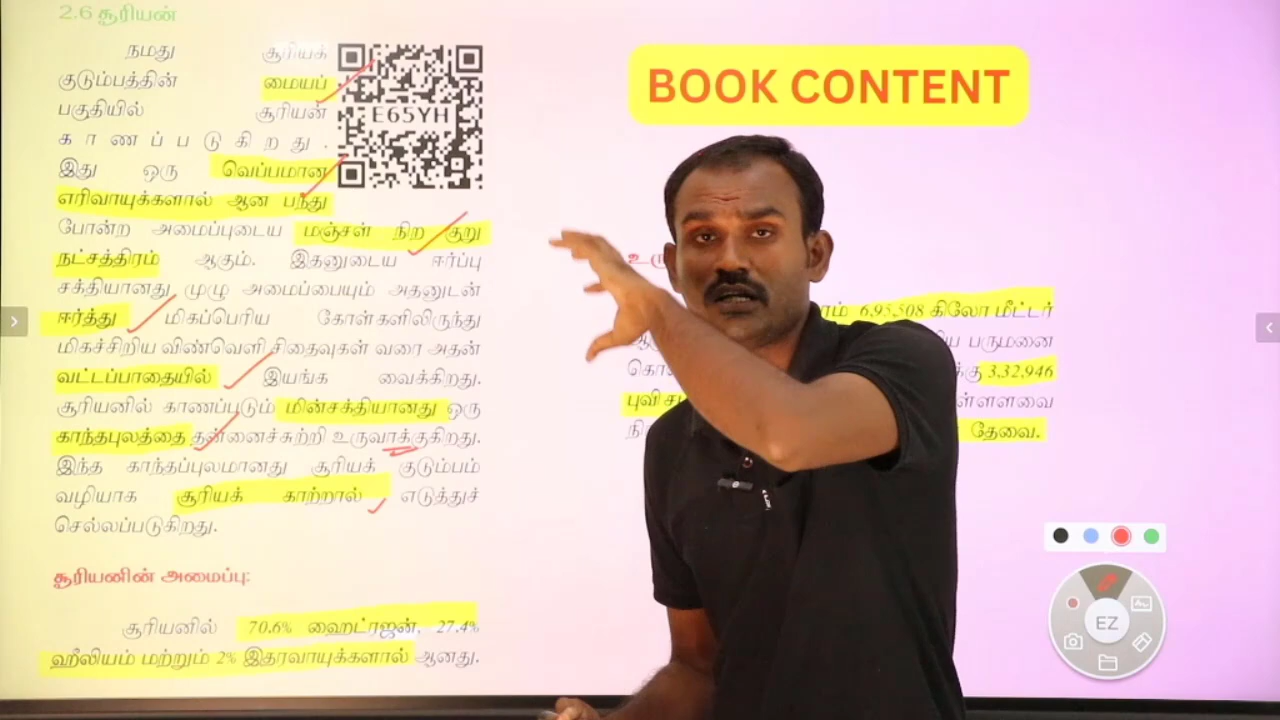 2.6 சூரியன்
நமது சூரியக்
குடும்பத்தின் மையப்
பகுதியில் சூரியன்
காணப்படுகிறது.
இது ஒரு வெப்பமான
எரிவாயுக்களால் ஆன பந்து
போன்ற அமைப்புடைய மஞ்சள் நிற குறு
நட்சத்திரம் ஆகும். இதனுடைய ஈர்ப்பு
சக்தியானது முழு அமைப்பையும் அதனுடன்
ஈர்த்து மிகப்பெரிய கோள்களிலிருந்து
மிகச்சிறிய விண்வெளி சிதைவுகள் வரை அதன்
வட்டப்பாதையில் இயங்க வைக்கிறது.
சூரியனில் காணப்படும் மின்சக்தியானது ஒரு
காந்தபுலத்தை தன்னைச்சுற்றி உருவாக்குகிறது.
இந்த காந்தப்புலமானது சூரியக் குடும்பம்
வழியாக சூரியக் காற்றால் எடுத்துச்
செல்லப்படுகிறது.
சூரியனின் அமைப்பு:
சூரியனில் 70.6% ஹைட்ரஜன், 27.4%
ஹீலியம் மற்றும் 2% இதரவாயுக்களால் ஆனது.
E65YH
BOOK CONTENT
6,95,508 கிலோ மீட்டர்
பருமனை
3,32,946
தேவை.
EZ